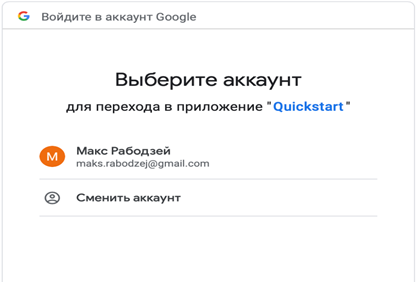 Войдите в аккаунт Google
Выберите аккаунт
для перехода в приложение "Quickstart"
М
Макс Рабодзей
maks.rabodzej@gmail.com
Сменить аккаунт